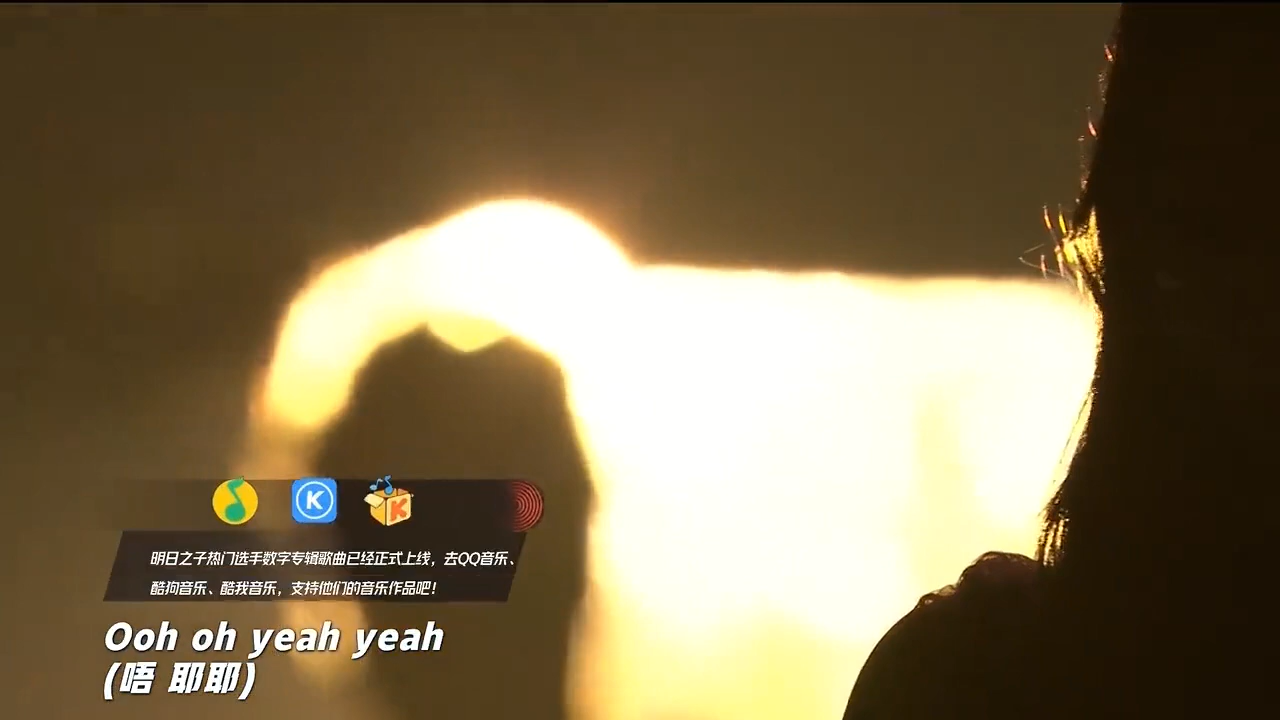 K
K
明日之子热门选手数字专辑歌曲已经正式上线，去QQ音乐、
酷狗音乐、酷我音乐，支持他们的音乐作品吧！
Ooh oh yeah yeah
(唔 耶耶)